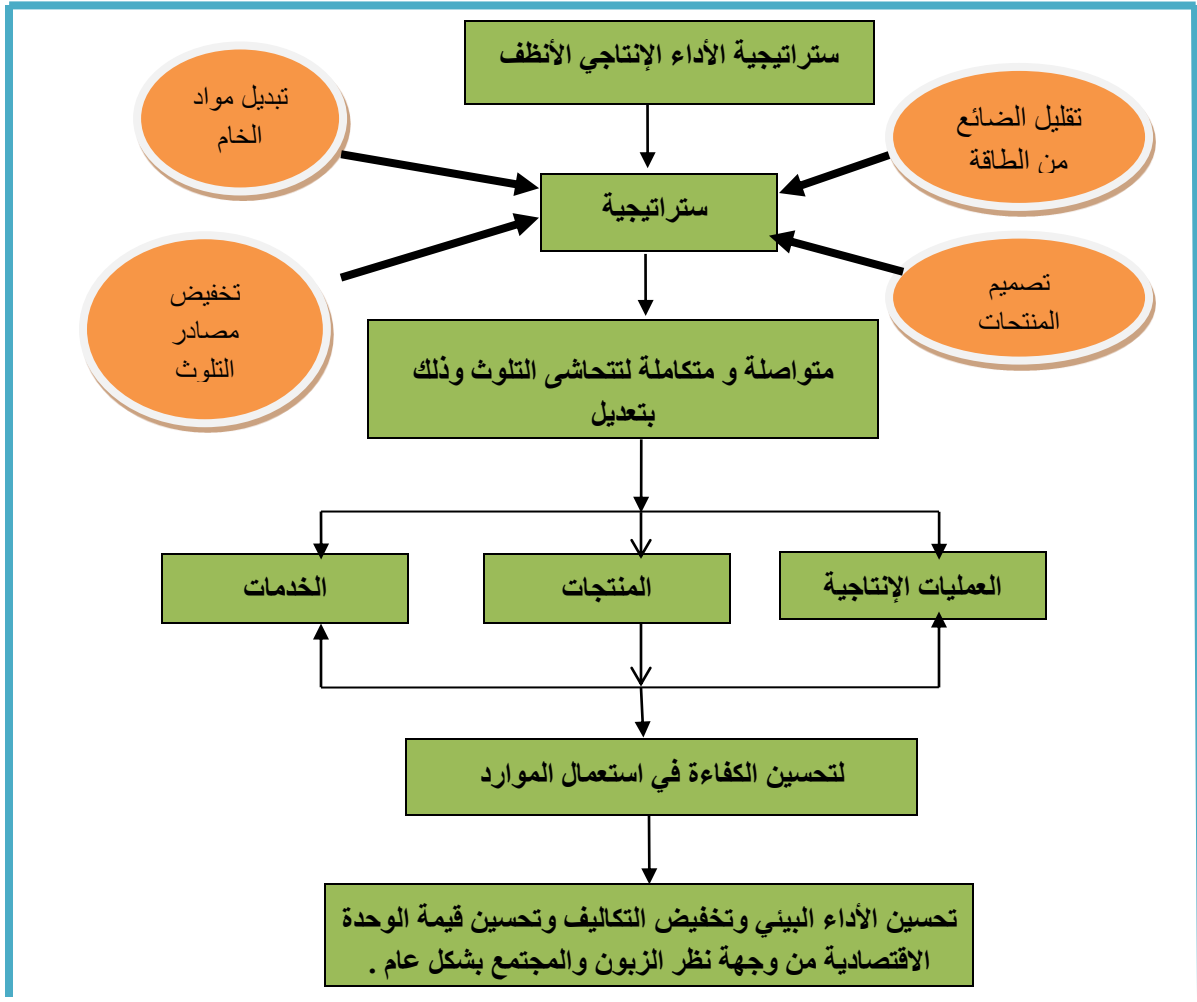 ستراتيجية الأداء الإنتاجي الأنظف
تقليل الضائع
من الطاقة
تبديل مواد
الخام
ستراتيجية
تصميم
المنتجات
تخفيض
مصادر
التلوث
متواصلة و متكاملة لتتحاشى التلوث وذلك
بتعديل
العمليات الإنتاجية
المنتجات
الخدمات
لتحسين الكفاءة في استعمال الموارد
تحسين الأداء البيئي وتخفيض التكاليف وتحسين قيمة الوحدة
الاقتصادية من وجهة نظر الزبون والمجتمع بشكل عام .